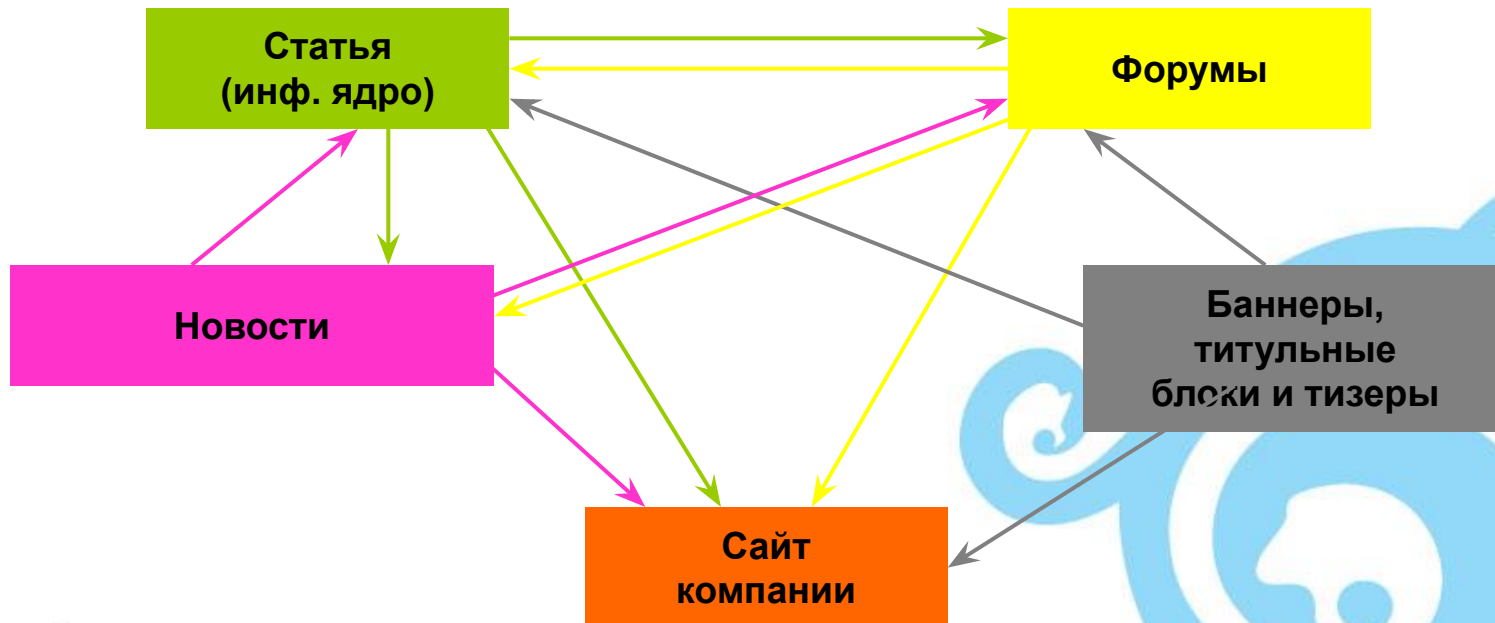 Статья
(инф. ядро)
Форумы
Новости
Баннеры,
титульные
блоки и тизеры
Сайт
компании